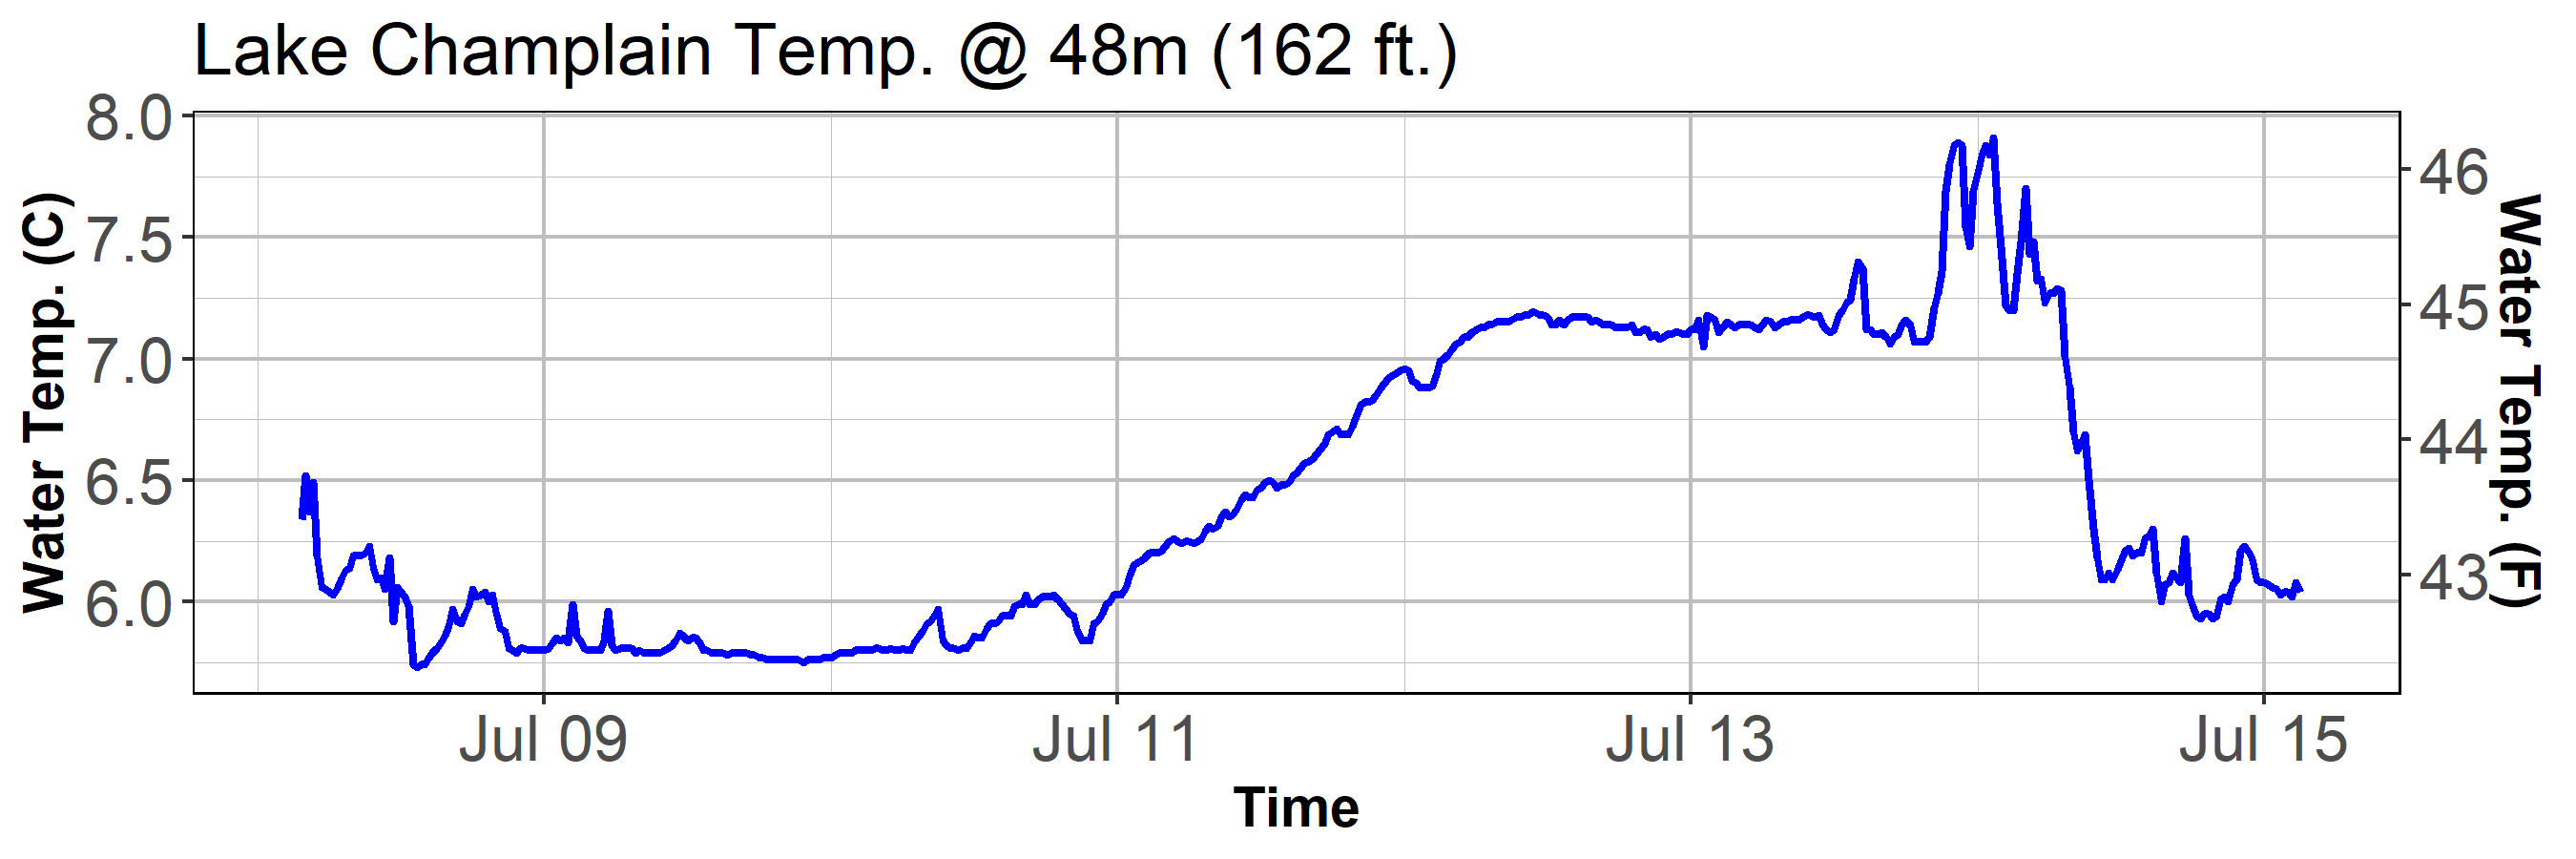 Lake Champlain Temp. @ 48m (162 ft.)
8.0
7.5
7.0
6.5
6.0
Water Temp. (C)
46
45
44
43
Water Temp. (F)
Jul 09
Jul 11
Jul 13
Jul 15
Time